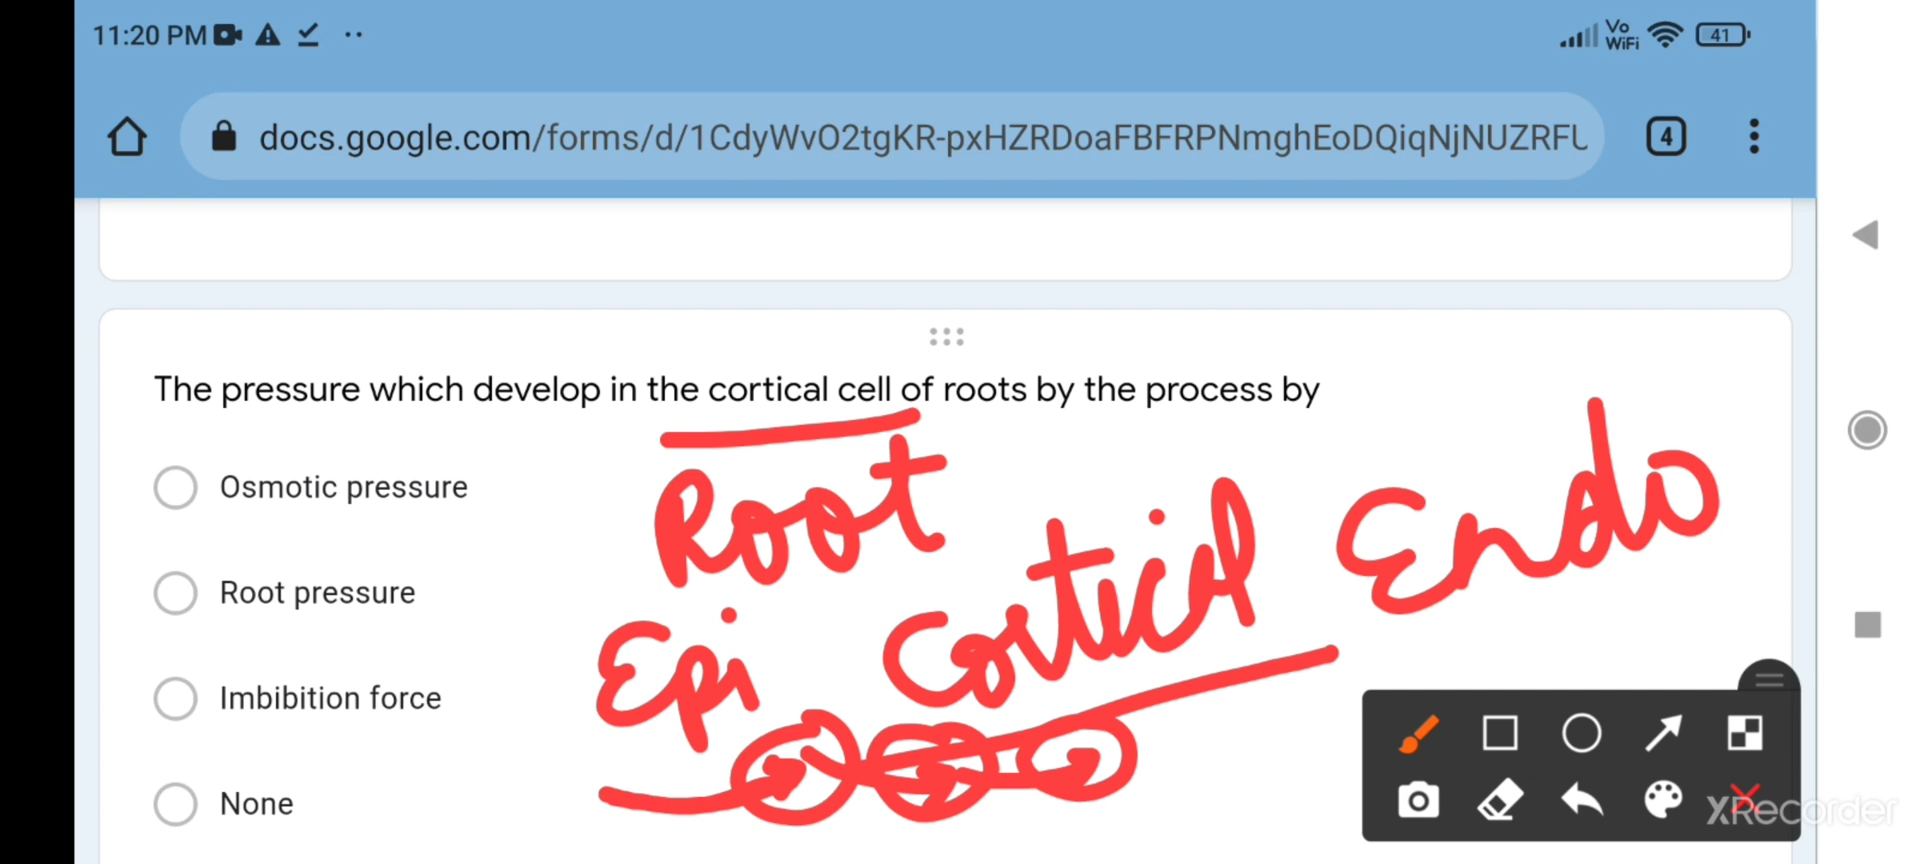 11:20 PM Vo WiFi 41
docs.google.com/forms/d/1CdyWvO2tgKR-pxHZRDoaFBFRPNmghEoDQiqNjNUZRFU 4
The pressure which develop in the cortical cell of roots by the process by
Osmotic pressure
Root pressure
Imbibition force
None
Root
Epi Cortical Endo
XRecorder